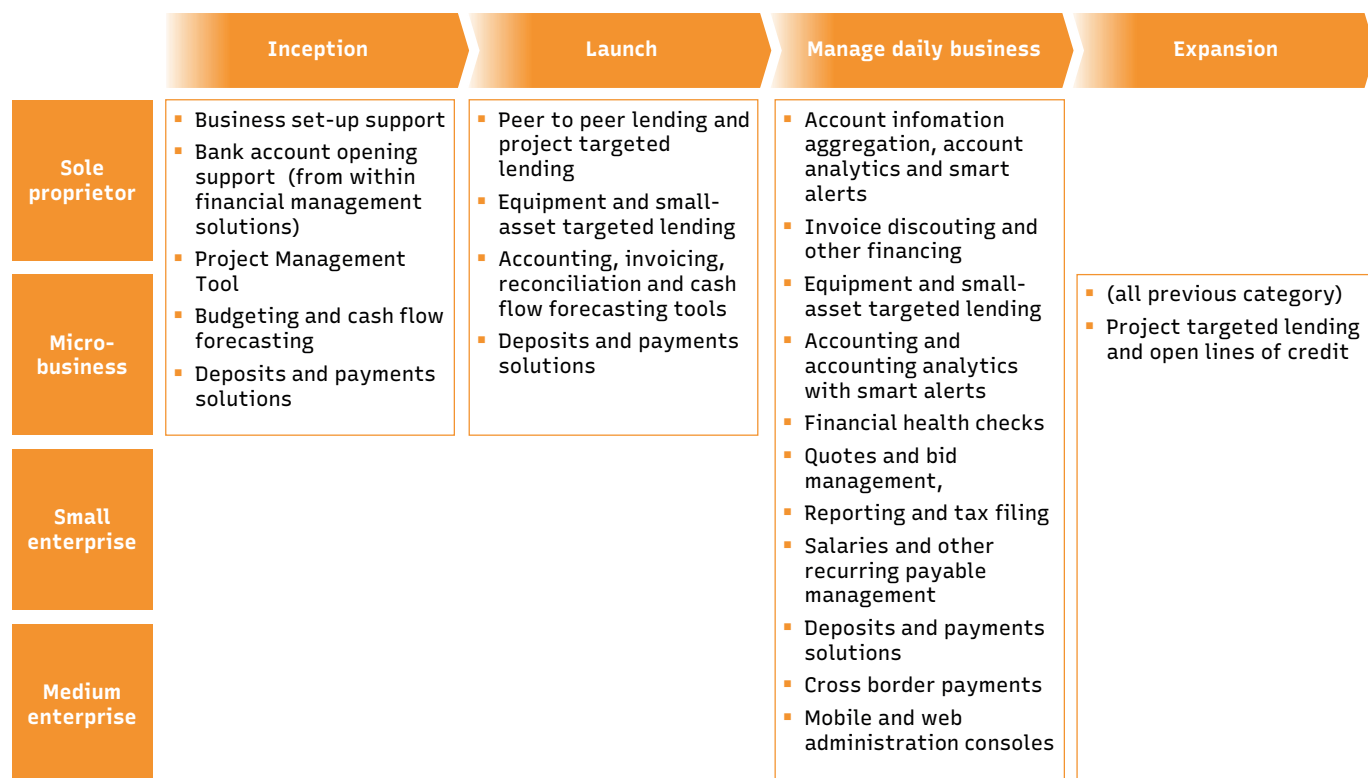 Inception
Launch
Manage daily business
Expansion
Sole
proprietor
Micro-
business
Small
enterprise
Medium
enterprise
Business set-up support
Bank account opening
support (from within
financial management
solutions)
Project Management
Tool
Budgeting and cash flow
forecasting
Deposits and payments
solutions
Peer to peer lending and
project targeted
lending
Equipment and small-
asset targeted lending
Accounting, invoicing,
reconciliation and cash
flow forecasting tools
Deposits and payments
solutions
Account infomation
aggregation, account
analytics and smart
alerts
Invoice discouting and
other financing
Equipment and small-
asset targeted lending
Accounting and
accounting analytics
with smart alerts
Financial health checks
Quotes and bid
management,
Reporting and tax filing
Salaries and other
recurring payable
management
Deposits and payments
solutions
Cross border payments
Mobile and web
administration consoles
(all previous category)
Project targeted lending
and open lines of credit